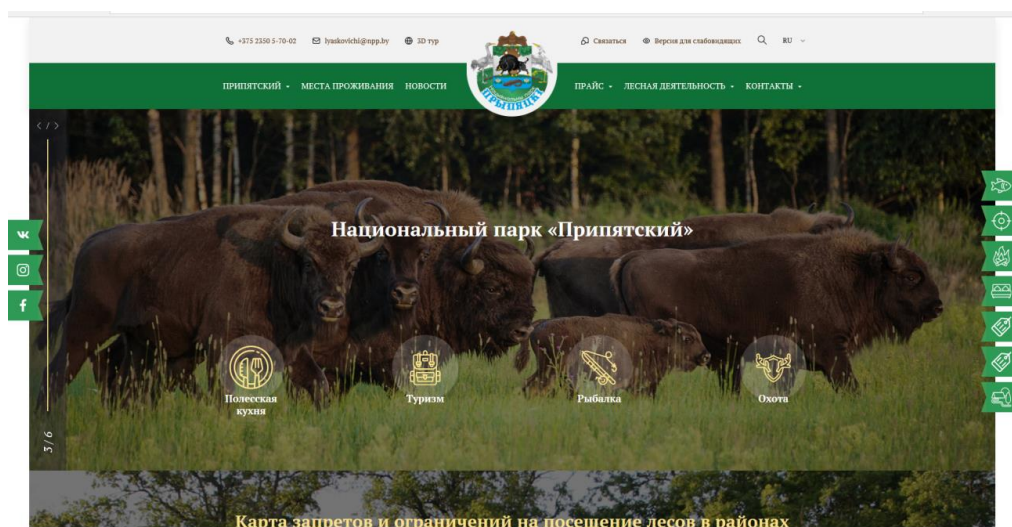 +375 2350 5-70-02
lyaskovichi@npp.by
3D тур
Связаться
Версия для слабовидящих
RU
ПРИПЯТСКИЙ
МЕСТА ПРОЖИВАНИЯ
НОВОСТИ
ПРЫПЯЦКІ
ПРАЙС
ЛЕСНАЯ ДЕЯТЕЛЬНОСТЬ
КОНТАКТЫ
< / >
Национальный парк «Припятский»
Полесская
кухня
Туризм
Рыбалка
Охота
3/6
Карта запретов и ограничений на посещение лесов в районах